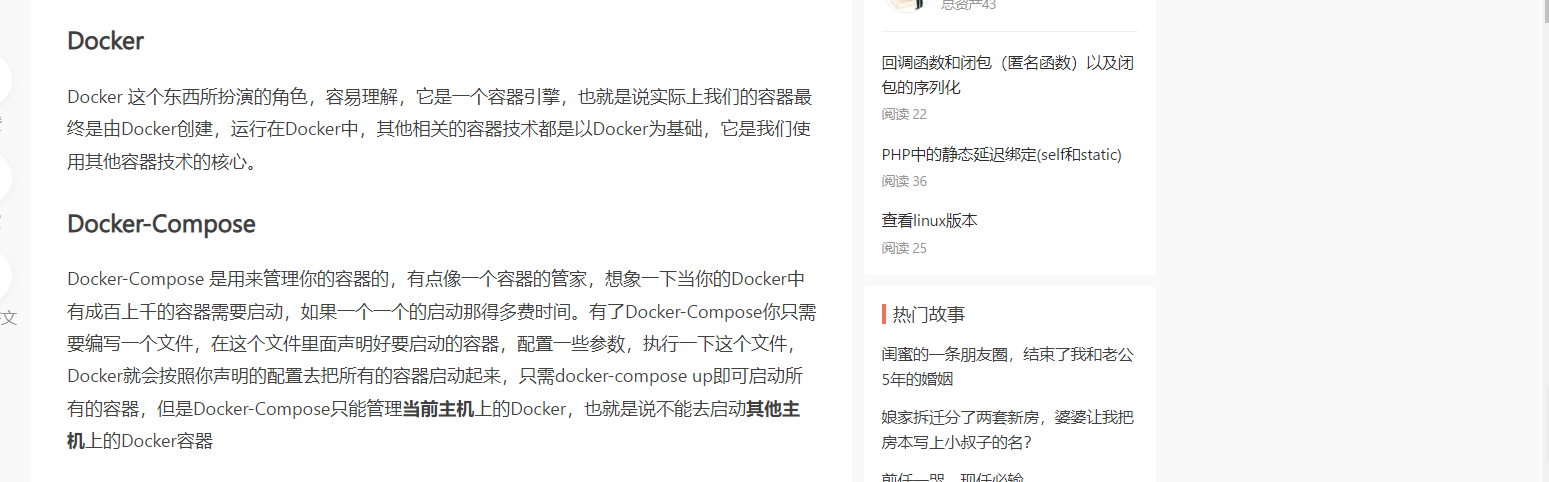 Docker
Docker 这个东西所扮演的角色，容易理解，它是一个容器引擎，也就是说实际上我们的容器最
终是由Docker创建，运行在Docker中，其他相关的容器技术都是以Docker为基础，它是我们使
用其他容器技术的核心。
Docker-Compose
Docker-Compose 是用来管理你的容器的，有点像一个容器的管家，想象一下当你的Docker中
有成百上千的容器需要启动，如果一个一个的启动那得多费时间。有了Docker-Compose你只需
要编写一个文件，在这个文件里面声明好要启动的容器，配置一些参数，执行一下这个文件，
Docker就会按照你声明的配置去把所有的容器启动起来，只需docker-compose up即可启动所
有的容器，但是Docker-Compose只能管理当前主机上的Docker，也就是说不能去启动其他主
机上的Docker容器
文
总资产43
回调函数和闭包（匿名函数）以及闭
包的序列化
阅读 22
PHP中的静态延迟绑定(self和static)
阅读 36
查看linux版本
阅读 25
热门故事
闺蜜的一条朋友圈，结束了我和老公
5年的婚姻
娘家拆迁分了两套新房，婆婆让我把
房本写上小叔子的名？
前任一哭，现任必输